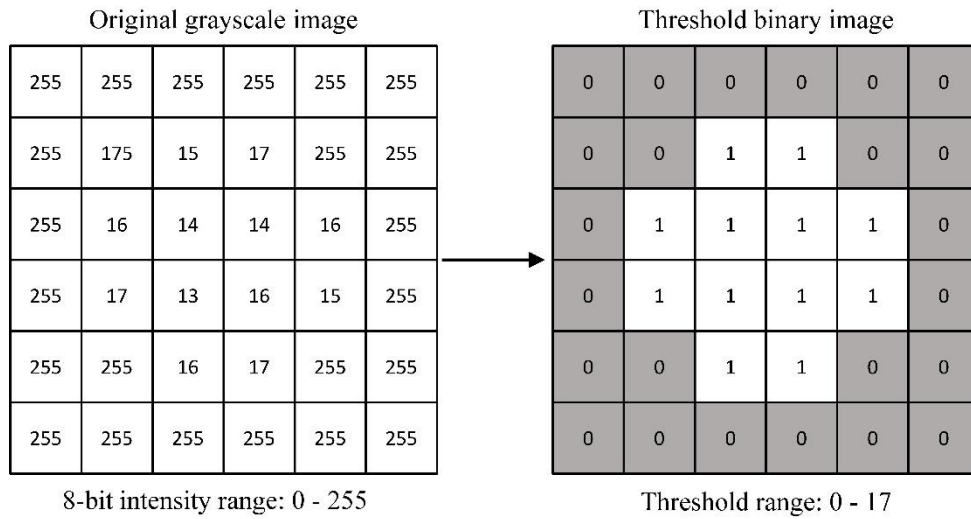 Original grayscale image Threshold binary image
255 255 255 255 255 255 0 0 0 0 0 0
255 175 15 17 255 255 0 0 1 1 0 0
255 16 14 14 16 255 0 1 1 1 1 0
255 17 13 16 15 255 0 1 1 1 1 0
255 255 16 17 255 255 0 0 1 1 0 0
255 255 255 255 255 255 0 0 0 0 0 0
8-bit intensity range: 0 - 255 Threshold range: 0 - 17